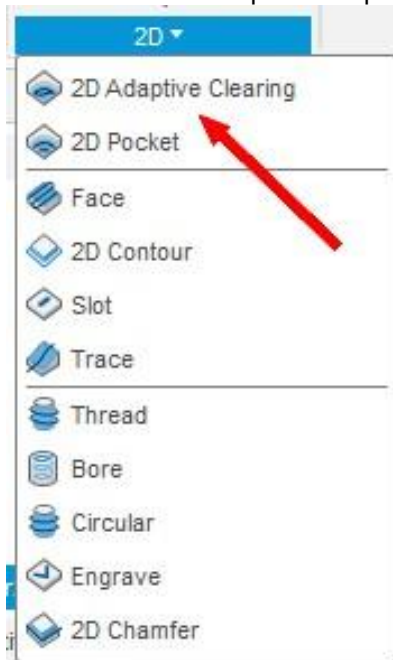 2D
2D Adaptive Clearing
2D Pocket
Face
2D Contour
Slot
Trace
Thread
Bore
Circular
Engrave
2D Chamfer